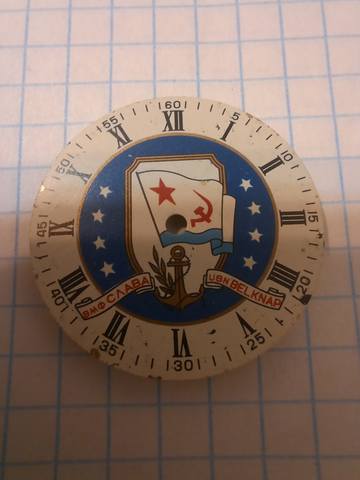 60
5
10
15
20
25
30
35
40
45
50
55
XII
I
II
III
IIII
V
VI
VII
VIII
IX
X
XI
ВМФ СЛАВА
USN BELKNAP